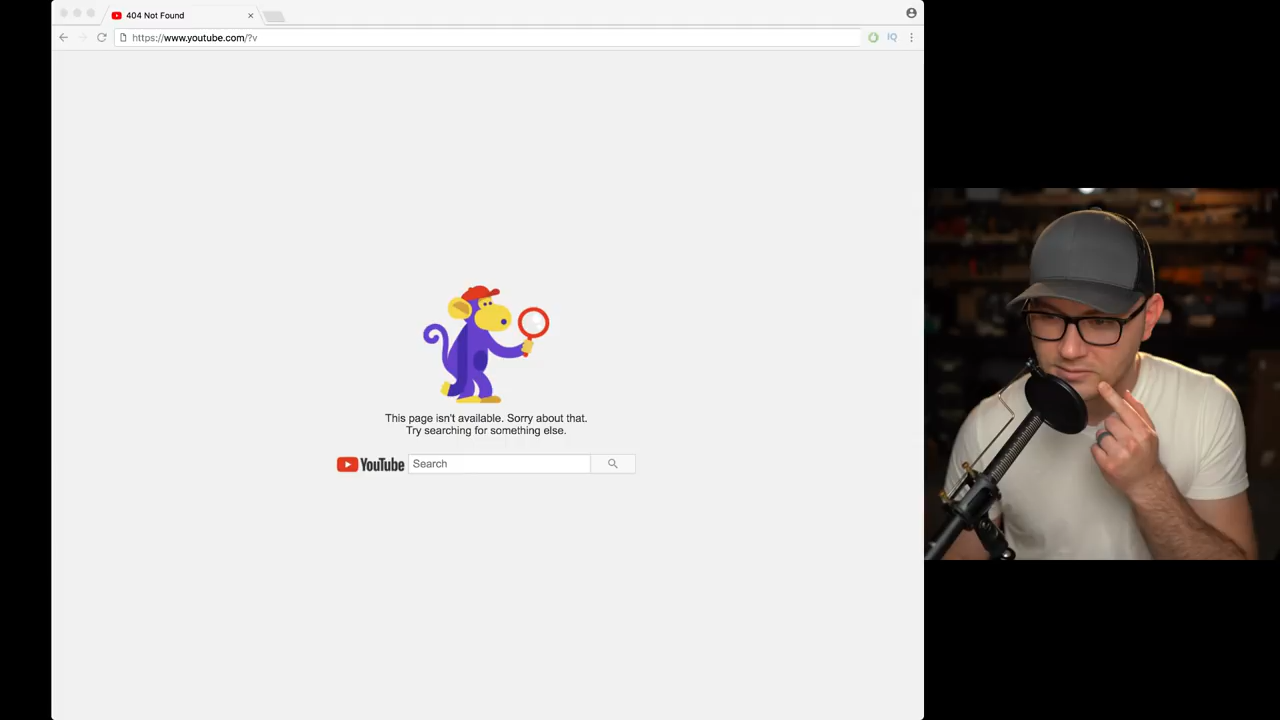 404 Not Found
https://www.youtube.com/?v
IQ
This page isn't available. Sorry about that.
Try searching for something else.
YouTube
Search